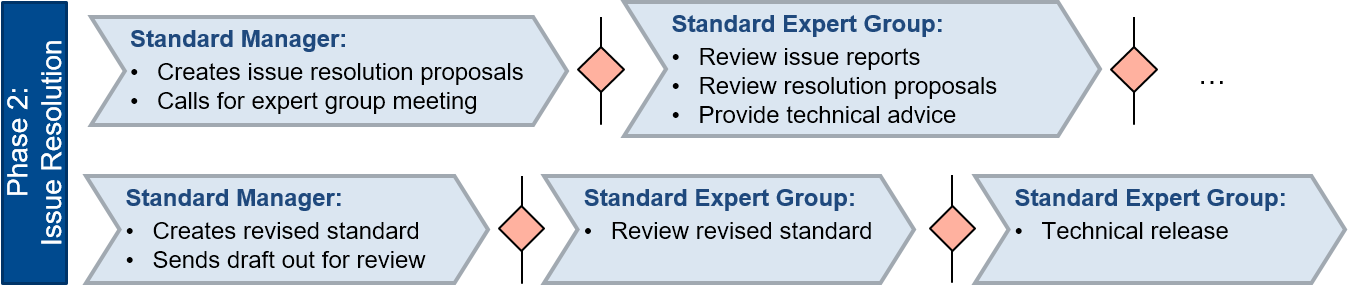 Phase 2:
Issue Resolution
Standard Manager:
• Creates issue resolution proposals
• Calls for expert group meeting
Standard Expert Group:
• Review issue reports
• Review resolution proposals
• Provide technical advice
…
Standard Manager:
• Creates revised standard
• Sends draft out for review
Standard Expert Group:
• Review revised standard
Standard Expert Group:
• Technical release